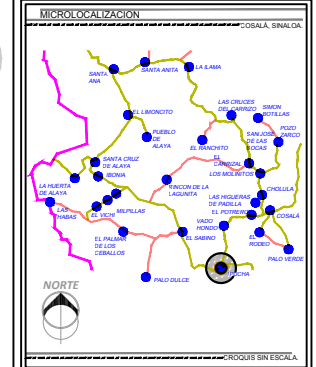 MICROLOCALIZACION
COSALÁ, SINALOA.
SANTA
ANA
SANTA ANITA
LA ILAMA
EL LIMONCITO
LAS CRUCES
DEL CARRIZO
SIMON
BOTILLAS
PUEBLO
DE
ALAYA
EL RANCHITO
SAN JOSE
DE LAS
BOCAS
POZO
ZARCO
SANTA CRUZ
DE ALAYA
IBONIA
EL
CARRIZAL
LOS MOLINITOS
LA HUERTA
DE ALAYA
RINCON DE LA
LAGUNITA
CHOLULA
LAS HIGUERAS
DE PADILLA
LAS
HABAS
EL VICHI
MILPILLAS
EL POTRERO
COSALÁ
VADO
HONDO
EL PALMAR
DE LOS
CEBALLOS
EL SABINO
EL
RODEO
PALO VERDE
PALO DULCE
NORTE
CROQUIS SIN ESCALA.